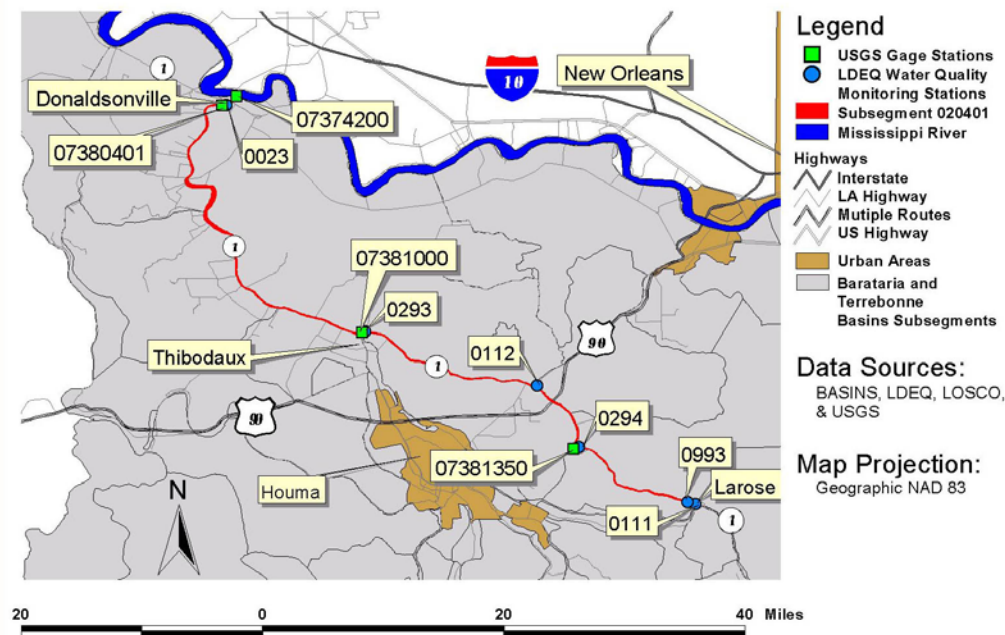 1
Donaldsonville
07380401
0023
07374200
10
New Orleans
1
07381000
0293
Thibodaux
1
0112
90
90
0294
07381350
0993
Larose
0111
1
Houma
N
20 0 20 40 Miles
Legend
USGS Gage Stations
LDEQ Water Quality
Monitoring Stations
Subsegment 020401
Mississippi River
Highways
Interstate
LA Highway
Mutiple Routes
US Highway
Urban Areas
Barataria and
Terrebonne
Basins Subsegments
Data Sources:
BASINS, LDEQ, LOSCO,
& USGS
Map Projection:
Geographic NAD 83